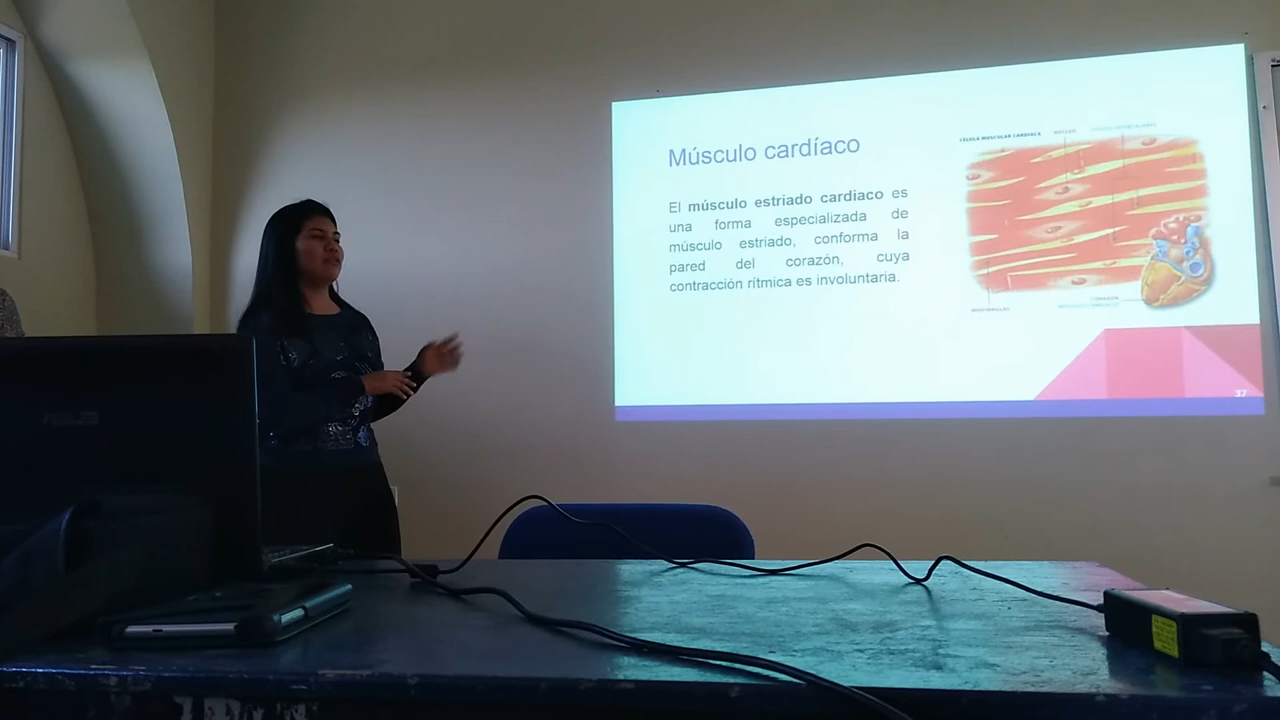 Músculo cardíaco
El músculo estriado cardiaco es
una forma especializada de
músculo estriado, conforma la
pared del corazón, cuya
contracción rítmica es involuntaria.
CÉLULA MUSCULAR CARDIACA
NÚCLEO
CORAZÓN
37